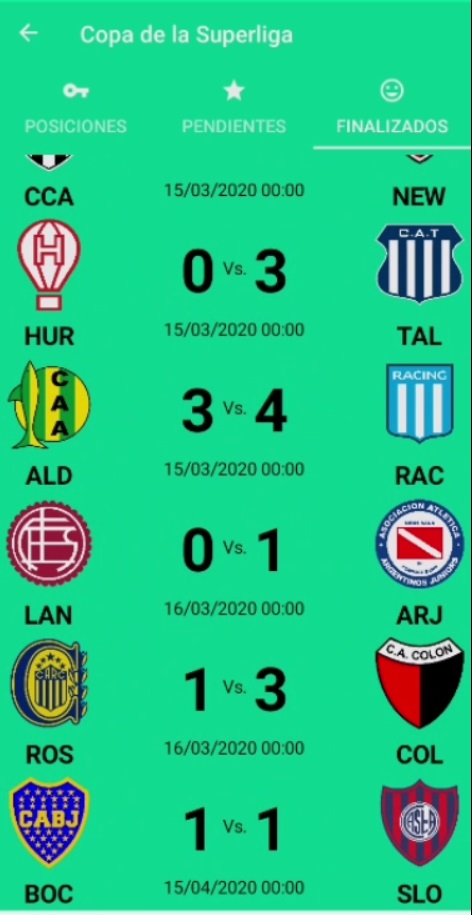 Copa de la Superliga
POSICIONES PENDIENTES FINALIZADOS
CCA 15/03/2020 00:00 NEW
H C.A.T
0 Vs. 3
HUR 15/03/2020 00:00 TAL
CAA RACING
3 Vs. 4
ALD 15/03/2020 00:00 RAC
ASOCIACION ATLETICA
0 Vs. 1
ARGENTINOS JUNIORS
LAN 16/03/2020 00:00 ARJ
CARC C.A. COLON
1 Vs. 3
ROS 16/03/2020 00:00 COL
CABJ
1 Vs. 1
BOC 15/04/2020 00:00 SLO